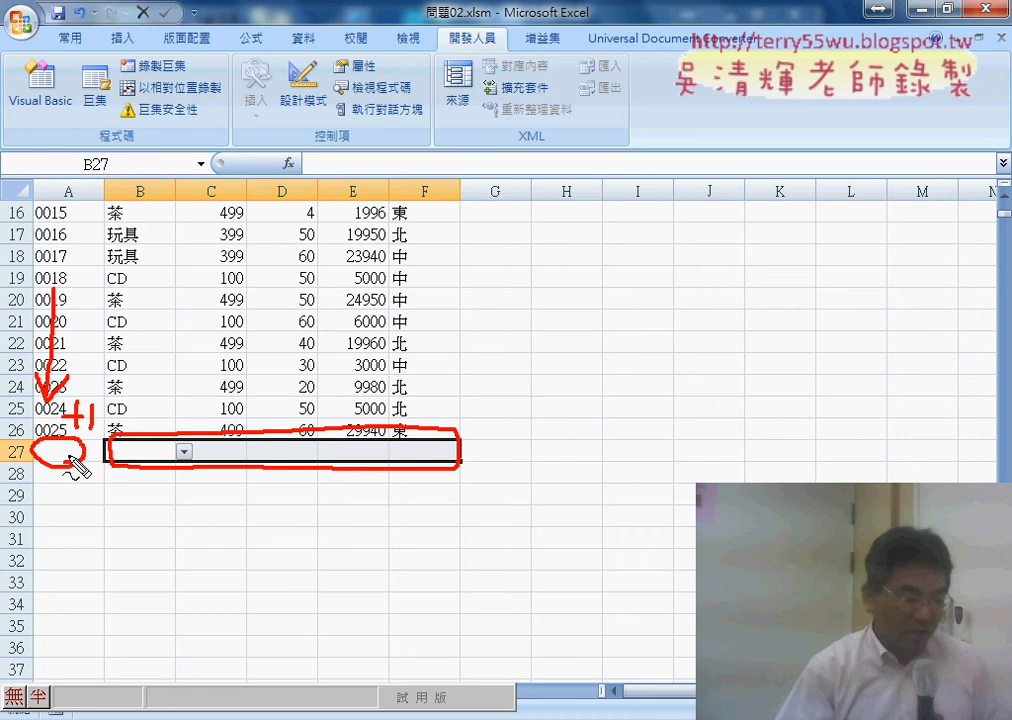 問題02.xlsm - Microsoft Excel
常用 插入 版面配置 公式 資料 校閱 檢視 開發人員 增益集 Universal Document Converter
http://terry55wu.blogspot.tw
吳清輝老師錄製
Visual Basic 巨集 錄製巨集 以相對位置錄製 巨集安全性
插入 設計模式 屬性 檢視程式碼 執行對話方塊
來源 對應內容 擴充套件 重新整理資料 匯入 匯出
程式碼 控制項 XML
B27 fx
A B C D E F G H I J K L M N
16 0015 茶 499 4 1996 東
17 0016 玩具 399 50 19950 北
18 0017 玩具 399 60 23940 中
19 0018 CD 100 50 5000 中
20 0019 茶 499 50 24950 中
21 0020 CD 100 60 6000 中
22 0021 茶 499 40 19960 北
23 0022 CD 100 30 3000 中
24 0023 茶 499 20 9980 北
25 0024 CD 100 50 5000 北
+1
26 0025 茶 499 60 29940 東
27
28
29
30
31
32
33
34
35
36
37
無 半 試用版